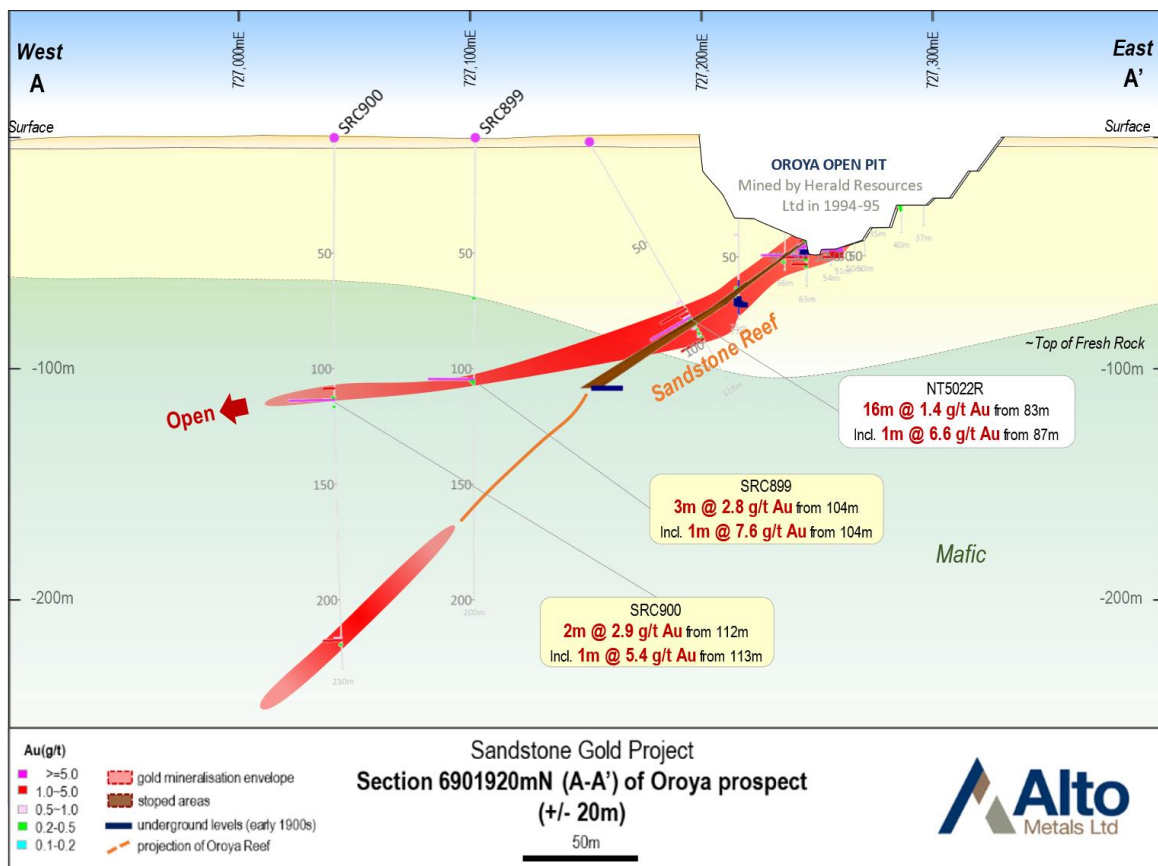 West
A
727,000mE
727,100mE
727,200mE
727,300mE
East
A'
Surface
SRC900
SRC899
Surface
OROYA OPEN PIT
Mined by Herald Resources
Ltd in 1994-95
50
50
50
50
45m
40m
37m
56m
63m
54m
51m
-100m
100
100
100
116m
Sandstone Reef
~Top of Fresh Rock
-100m
Open
NT5022R
16m @ 1.4 g/t Au from 83m
Incl. 1m @ 6.6 g/t Au from 87m
150
150
SRC899
3m @ 2.8 g/t Au from 104m
Incl. 1m @ 7.6 g/t Au from 104m
Mafic
-200m
200
200
200m
-200m
SRC900
2m @ 2.9 g/t Au from 112m
Incl. 1m @ 5.4 g/t Au from 113m
230m
Au(g/t)
>=5.0
1.0~5.0
0.5~1.0
0.2-0.5
0.1-0.2
gold mineralisation envelope
stoped areas
underground levels (early 1900s)
projection of Oroya Reef
Sandstone Gold Project
Section 6901920mN (A-A') of Oroya prospect
(+/- 20m)
50m
Alto
Metals Ltd